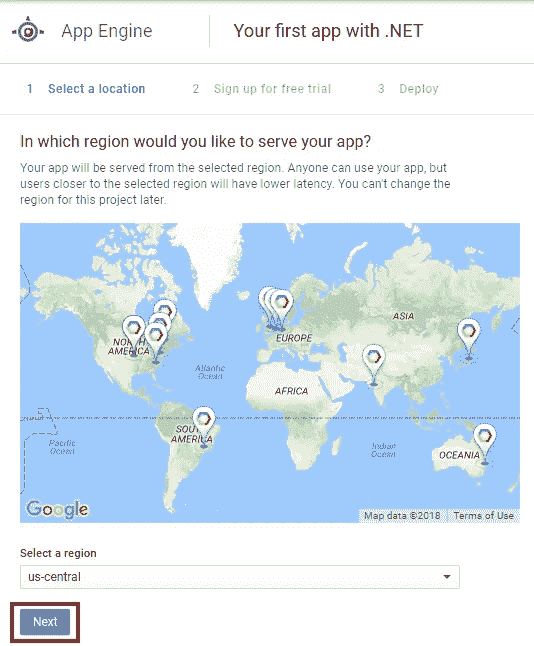 App Engine
Your first app with .NET
1 Select a location
2 Sign up for free trial
3 Deploy
In which region would you like to serve your app?
Your app will be served from the selected region. Anyone can use your app, but
users closer to the selected region will have lower latency. You can't change the
region for this project later.
NORTH
AMERICA
Atlantic
Ocean
EUROPE
ASIA
AFRICA
SOUTH
AMERICA
Pacific
Ocean
Indian
Ocean
OCEANIA
Google
Map data ©2018
Terms of Use
Select a region
us-central
Next